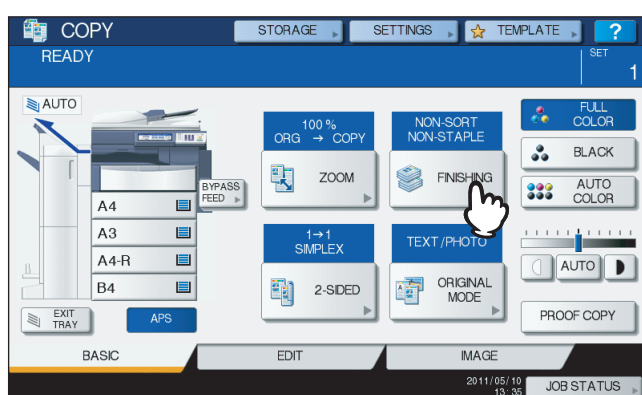 COPY
STORAGE
SETTINGS
TEMPLATE
?
READY
SET
1
AUTO
A4
A3
A4-R
B4
BYPASS
FEED
EXIT
TRAY
APS
100 %
ORG → COPY
ZOOM
NON-SORT
NON-STAPLE
FINISHING
1→1
SIMPLEX
2-SIDED
TEXT/PHOTO
ORIGINAL
MODE
FULL
COLOR
BLACK
AUTO
COLOR
AUTO
PROOF COPY
BASIC
EDIT
IMAGE
2011/05/10
13:35
JOB STATUS